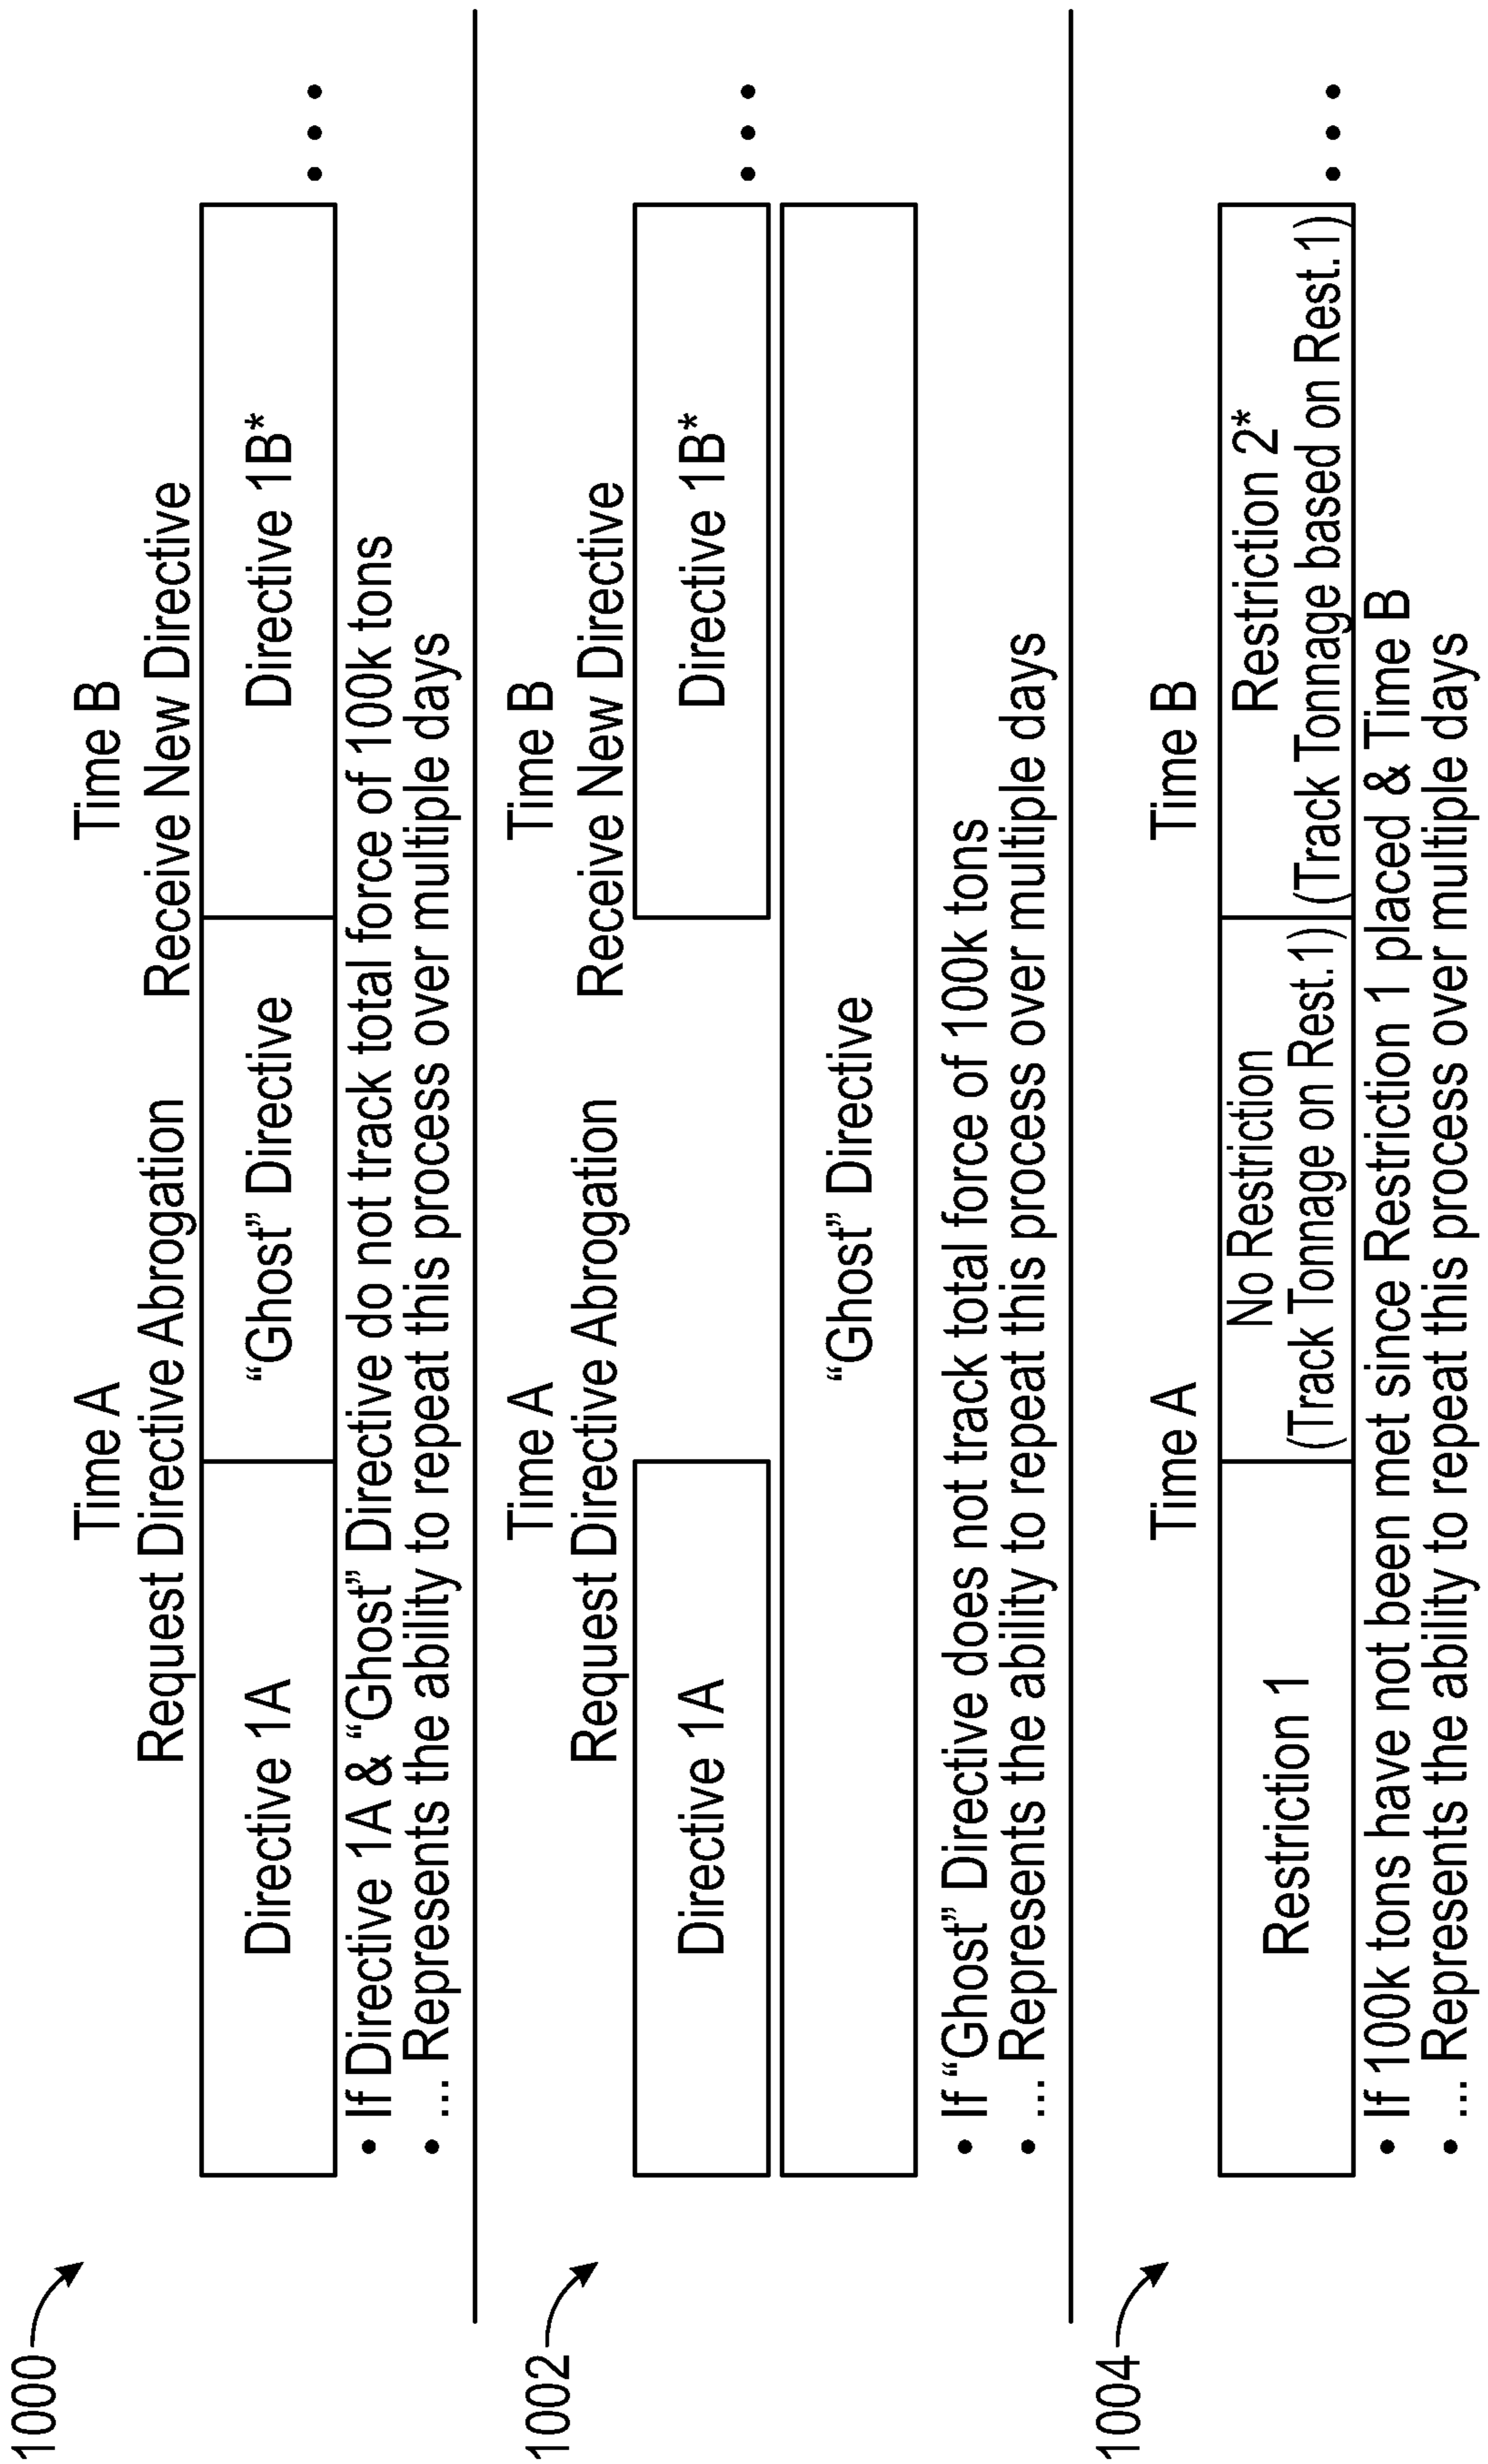 1000
Time A
Time B
Request Directive Abrogation
Receive New Directive
Directive 1A
“Ghost” Directive
Directive 1B*
• • •
• If Directive 1A & “Ghost” Directive do not track total force of 100k tons
• ... Represents the ability to repeat this process over multiple days
1002
Time A
Time B
Request Directive Abrogation
Receive New Directive
Directive 1A
Directive 1B*
• • •
“Ghost” Directive
• If “Ghost” Directive does not track total force of 100k tons
• ... Represents the ability to repeat this process over multiple days
1004
Time A
Time B
Restriction 1
No Restriction
(Track Tonnage on Rest.1)
Restriction 2*
(Track Tonnage based on Rest.1)
• • •
• If 100k tons have not been met since Restriction 1 placed & Time B
• ... Represents the ability to repeat this process over multiple days